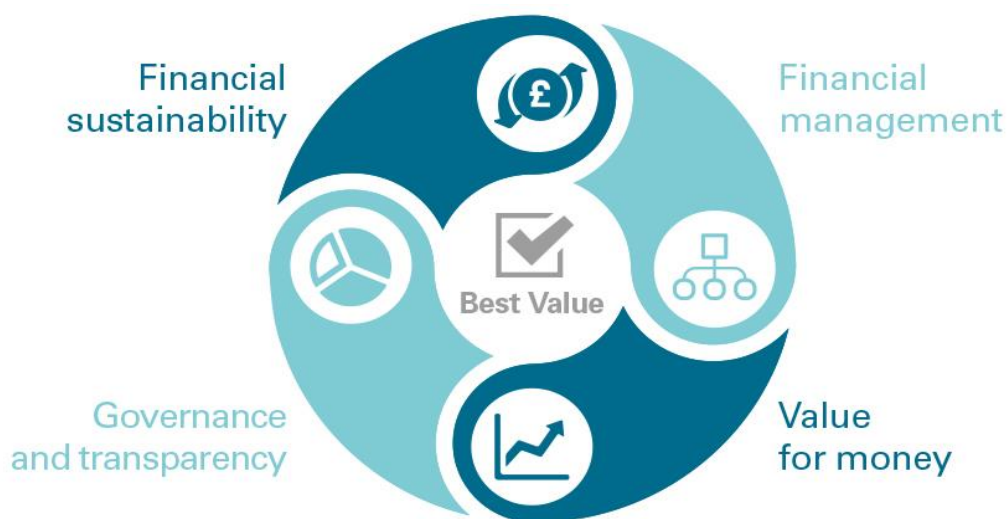 Financial
sustainability
Financial
management
£
Best Value
Governance
and transparency
Value
for money